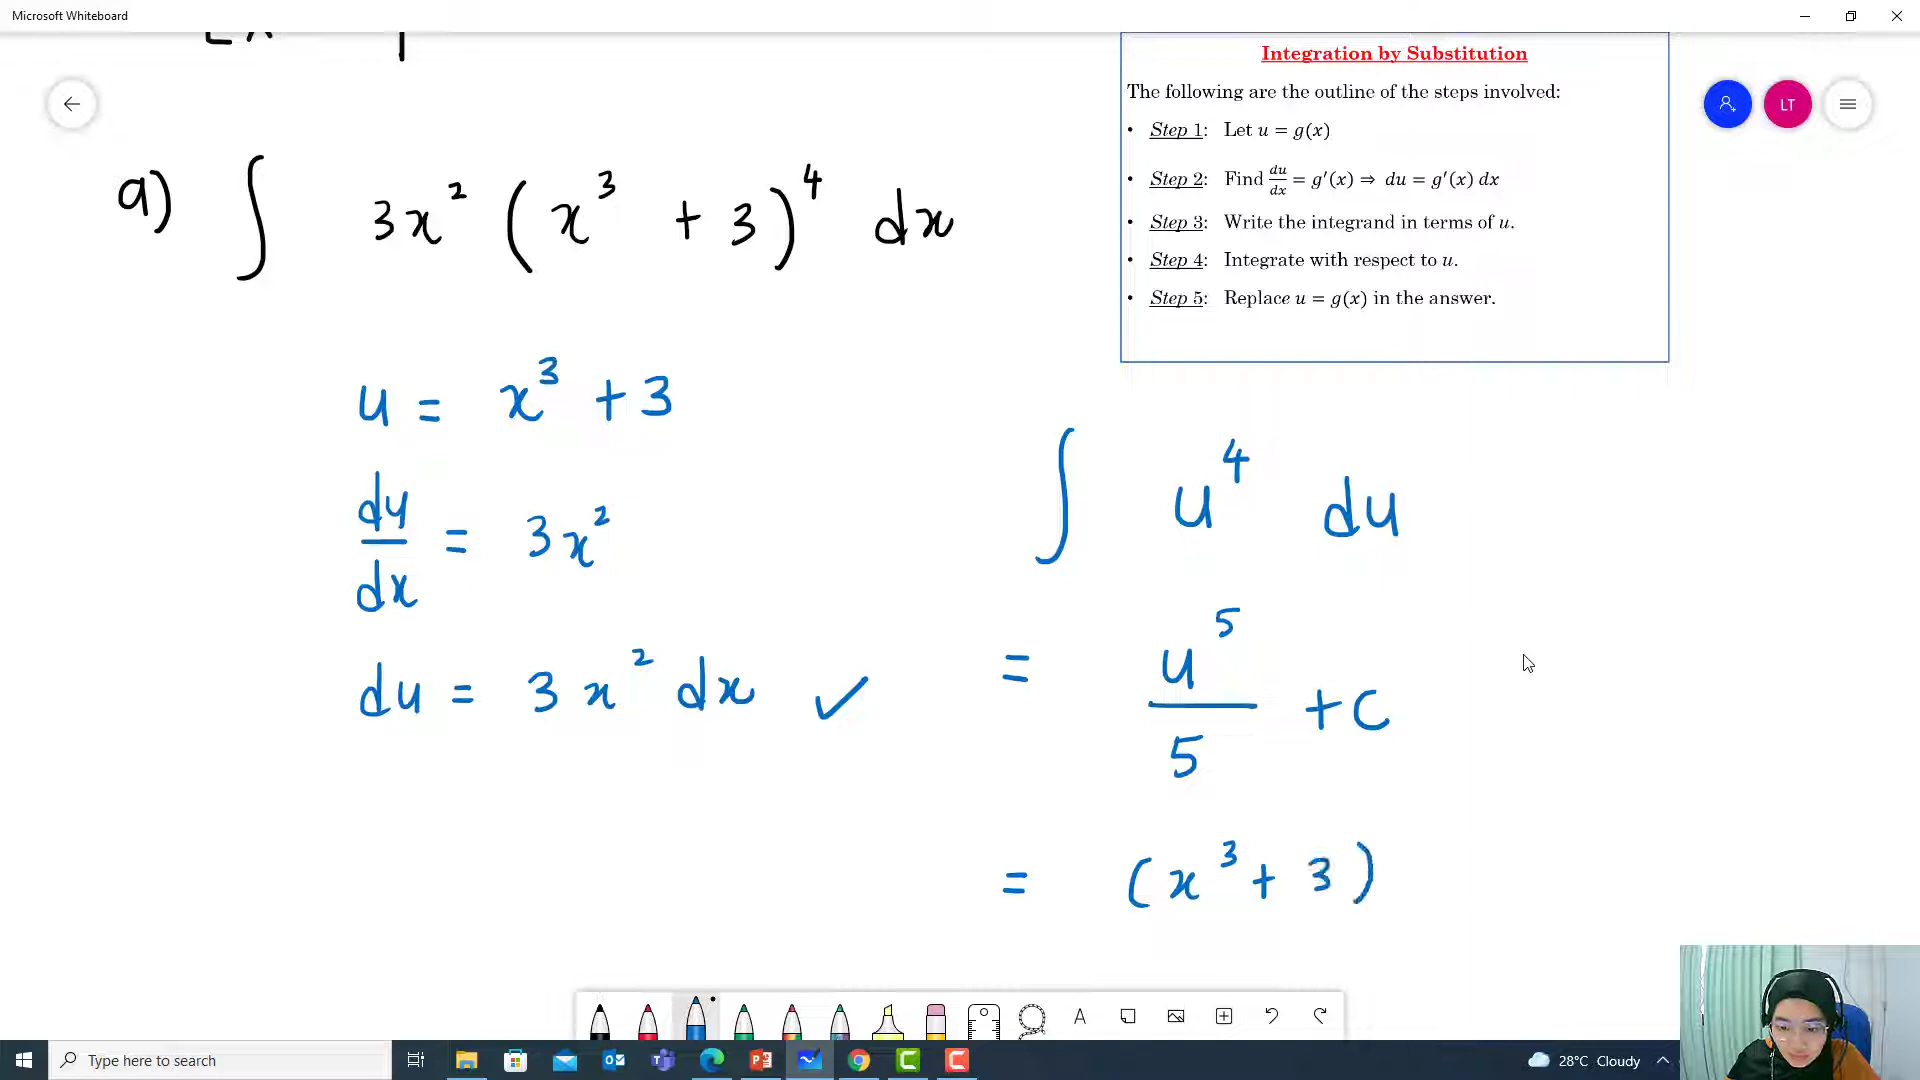 Microsoft Whiteboard
a) ∫ 3x² (x³ + 3)⁴ dx
u = x³ + 3
du/dx = 3x²
du = 3x² dx ✓
Integration by Substitution
The following are the outline of the steps involved:
• Step 1: Let u = g(x)
• Step 2: Find du/dx = g′(x) ⇒ du = g′(x) dx
• Step 3: Write the integrand in terms of u.
• Step 4: Integrate with respect to u.
• Step 5: Replace u = g(x) in the answer.
LT
∫ u⁴ du
= u⁵/5 + c
= (x³ + 3)
A
Type here to search
28°C Cloudy